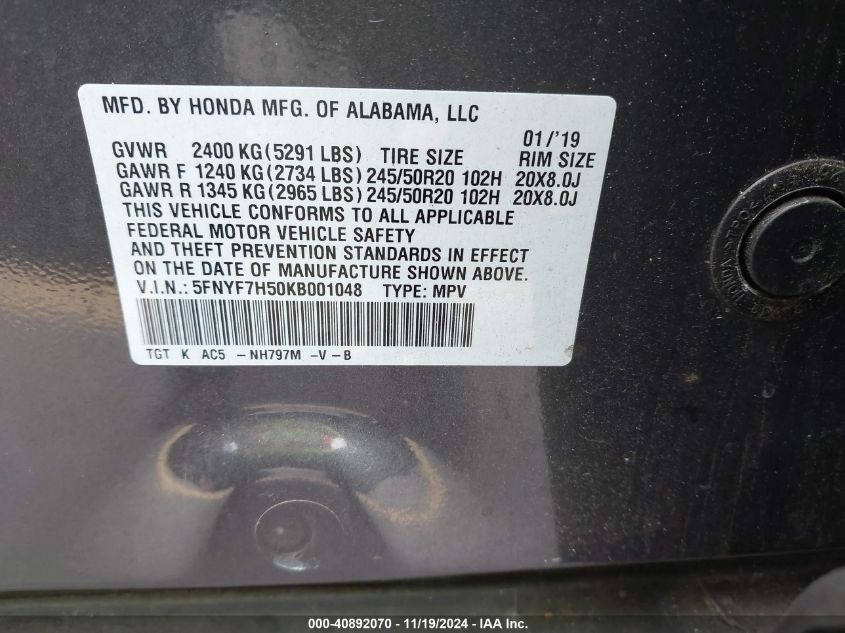 MFD. BY HONDA MFG. OF ALABAMA, LLC
01/'19
GVWR 2400 KG(5291 LBS) TIRE SIZE RIM SIZE
GAWR F 1240 KG(2734 LBS)245/50R20 102H 20X8.0J
GAWR R 1345 KG(2965 LBS)245/50R20 102H 20X8.0J
THIS VEHICLE CONFORMS TO ALL APPLICABLE
FEDERAL MOTOR VEHICLE SAFETY
AND THEFT PREVENTION STANDARDS IN EFFECT
ON THE DATE OF MANUFACTURE SHOWN ABOVE.
V.I.N.: 5FNYF7H50KB001048 TYPE: MPV
TGT K AC5 -NH797M -V-B
000-40892070 - 11/19/2024 - IAA Inc.